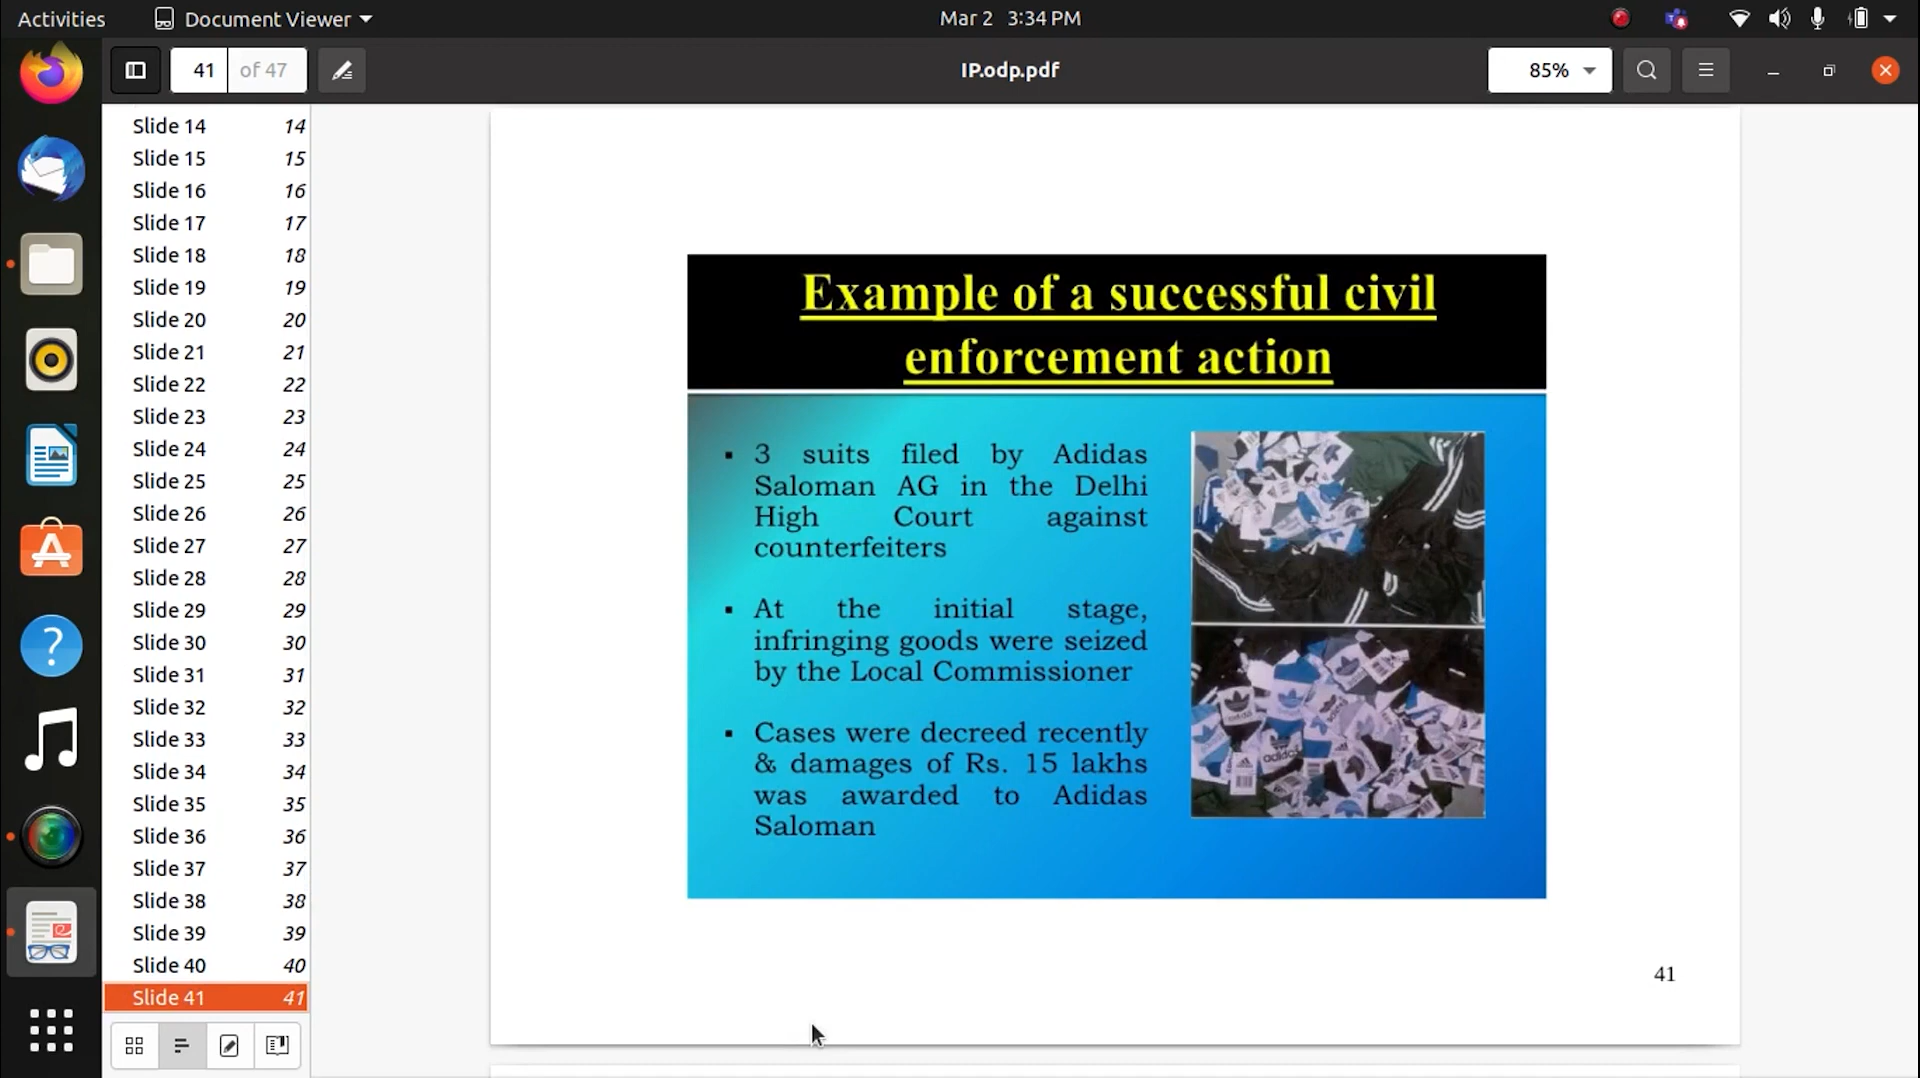 Activities
Document Viewer
Mar 2 3:34 PM
41 of 47
IP.odp.pdf
85%
Slide 14 14
Slide 15 15
Slide 16 16
Slide 17 17
Slide 18 18
Slide 19 19
Slide 20 20
Slide 21 21
Slide 22 22
Slide 23 23
Slide 24 24
Slide 25 25
Slide 26 26
Slide 27 27
Slide 28 28
Slide 29 29
Slide 30 30
Slide 31 31
Slide 32 32
Slide 33 33
Slide 34 34
Slide 35 35
Slide 36 36
Slide 37 37
Slide 38 38
Slide 39 39
Slide 40 40
Slide 41 41
Example of a successful civil
enforcement action
▪ 3 suits filed by Adidas
Saloman AG in the Delhi
High Court against
counterfeiters
▪ At the initial stage,
infringing goods were seized
by the Local Commissioner
▪ Cases were decreed recently
& damages of Rs. 15 lakhs
was awarded to Adidas
Saloman
adidas
41